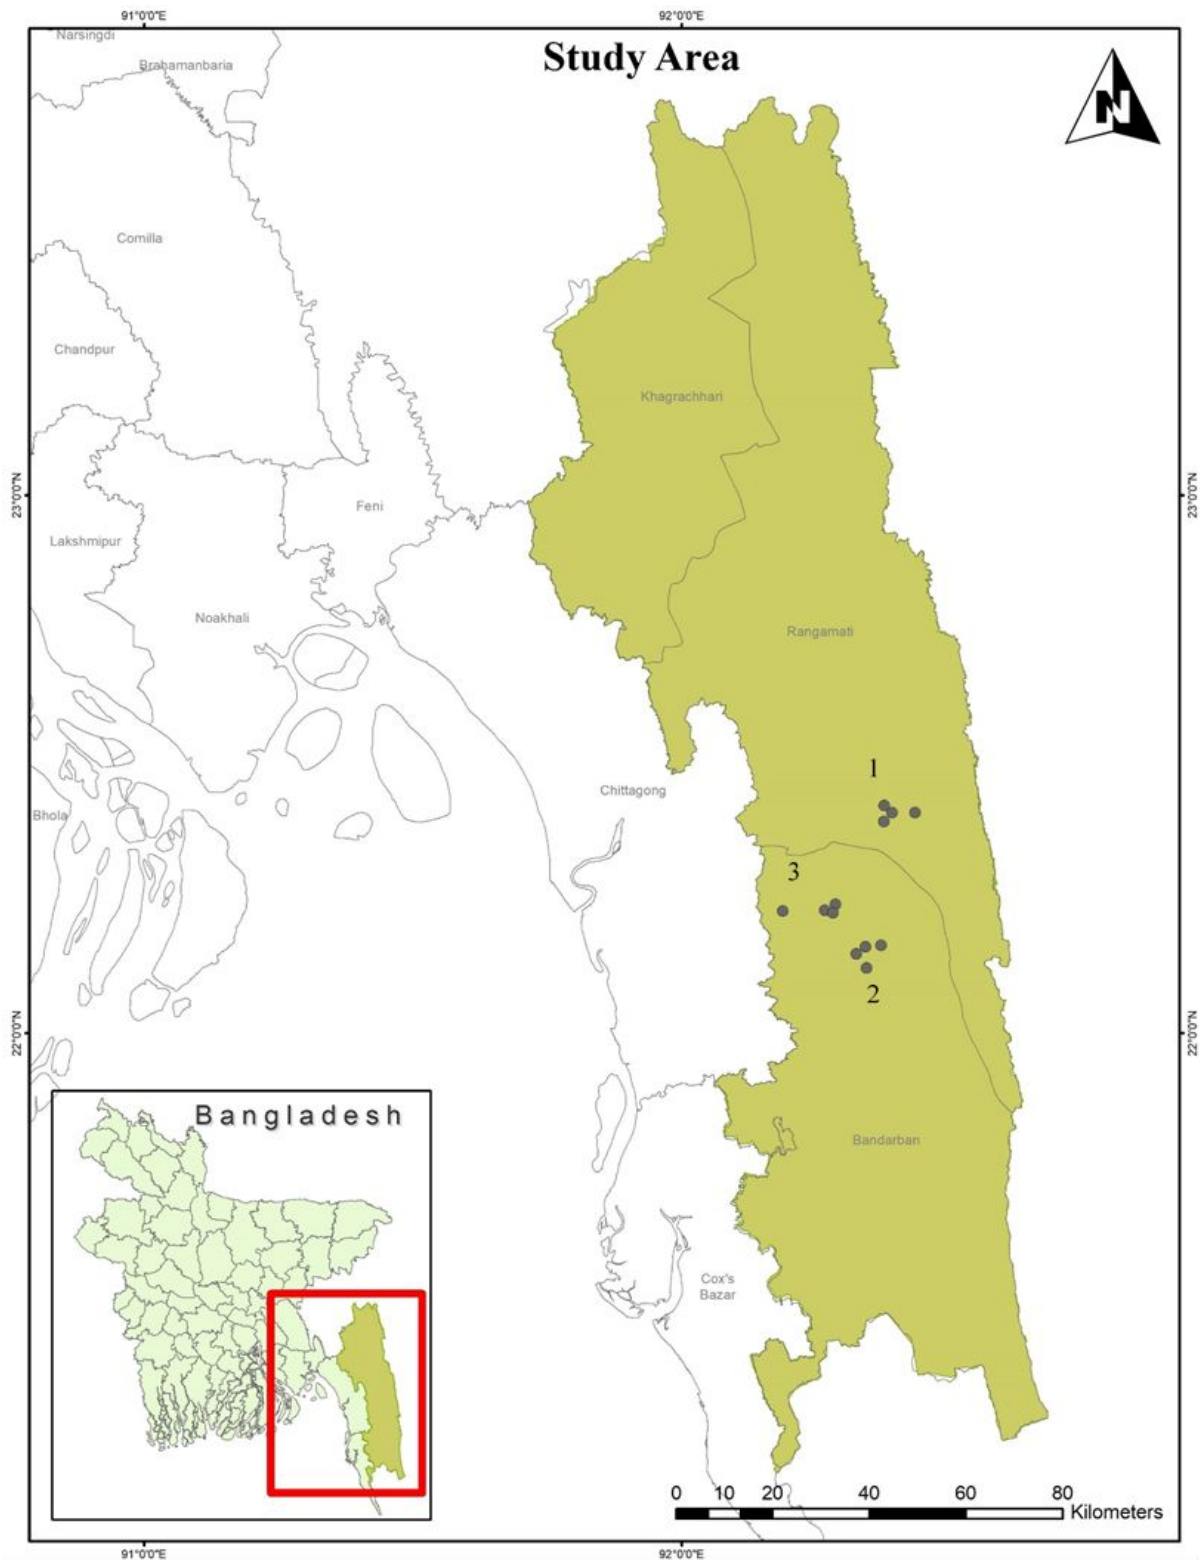 91°0'0"E 92°0'0"E
Narsingdi
Study Area
Brahamanbaria
N
Comilla
Chandpur
Khagrachhari
23°0'0"N 23°0'0"N
Feni
Lakshmipur
Noakhali
Rangamati
1
Chittagong
Bhola
3
2
22°0'0"N 22°0'0"N
Bangladesh
Bandarban
Cox's
Bazar
0 10 20 40 60 80
Kilometers
91°0'0"E 92°0'0"E